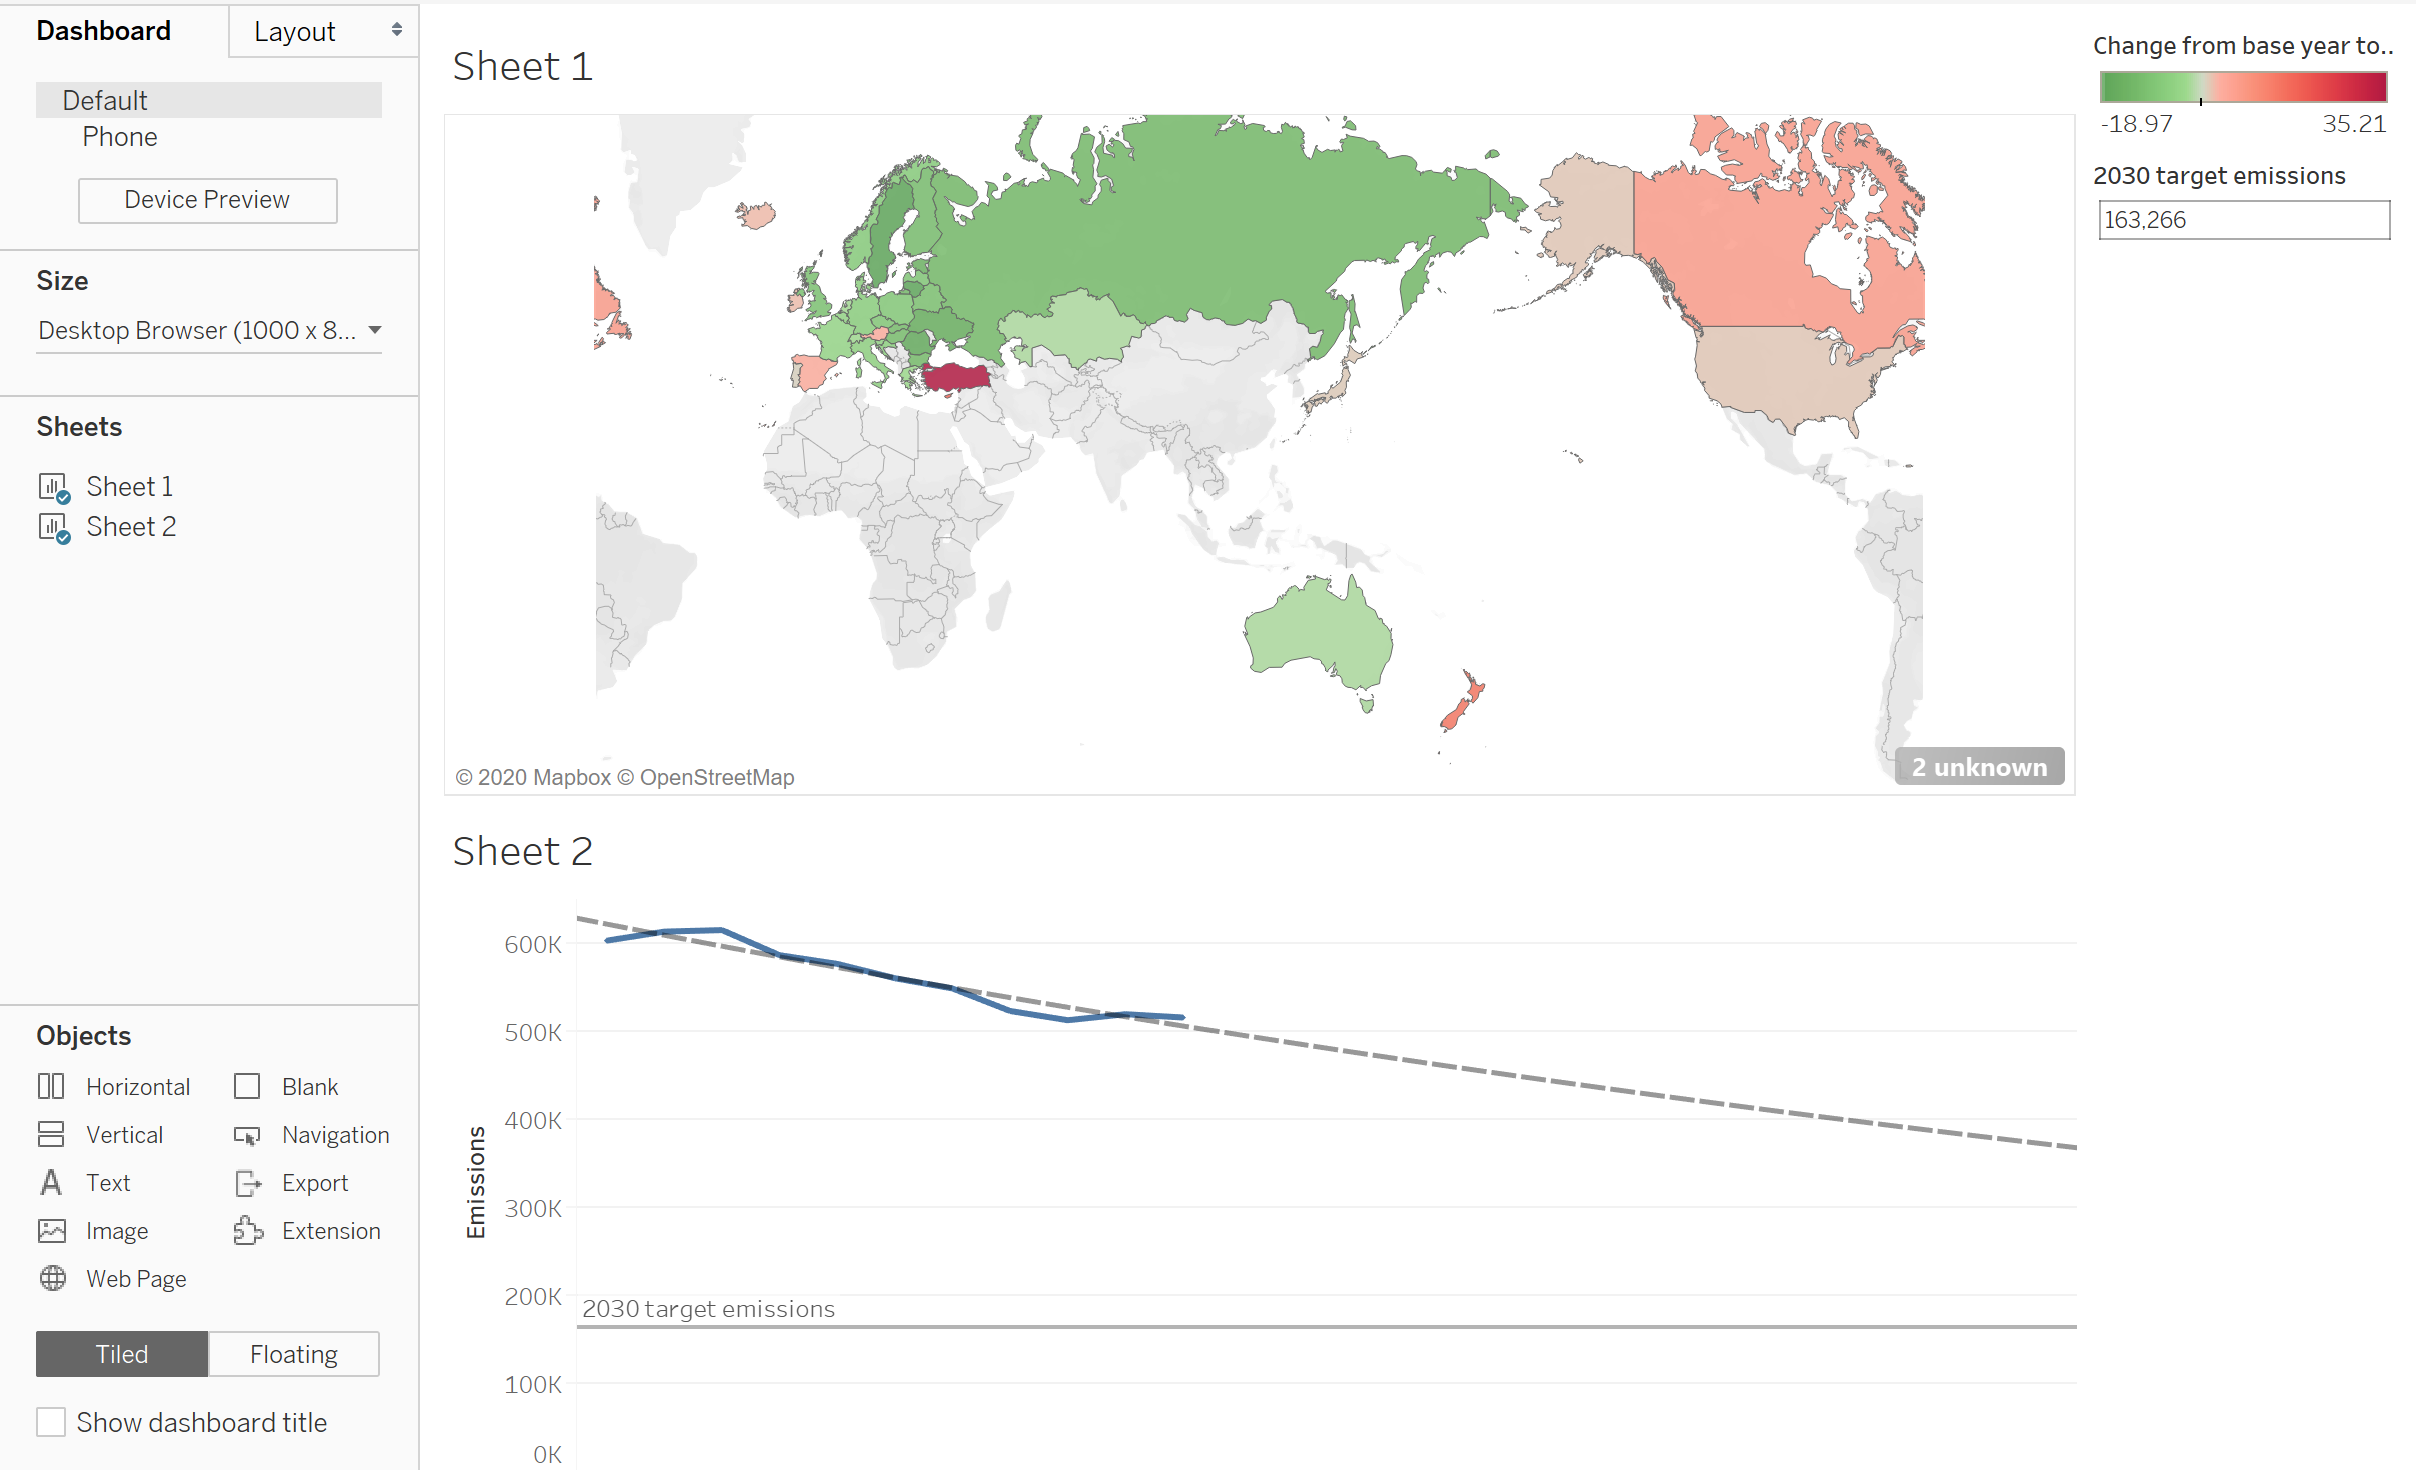 Dashboard
Layout
Default
Phone
Device Preview
Size
Desktop Browser (1000 x 8...
Sheets
Sheet 1
Sheet 2
Objects
Horizontal
Blank
Vertical
Navigation
Text
Export
Image
Extension
Web Page
Tiled
Floating
Show dashboard title
Sheet 1
© 2020 Mapbox © OpenStreetMap
2 unknown
Sheet 2
Emissions
600K
500K
400K
300K
200K
100K
0K
2030 target emissions
Change from base year to..
-18.97
35.21
2030 target emissions
163,266